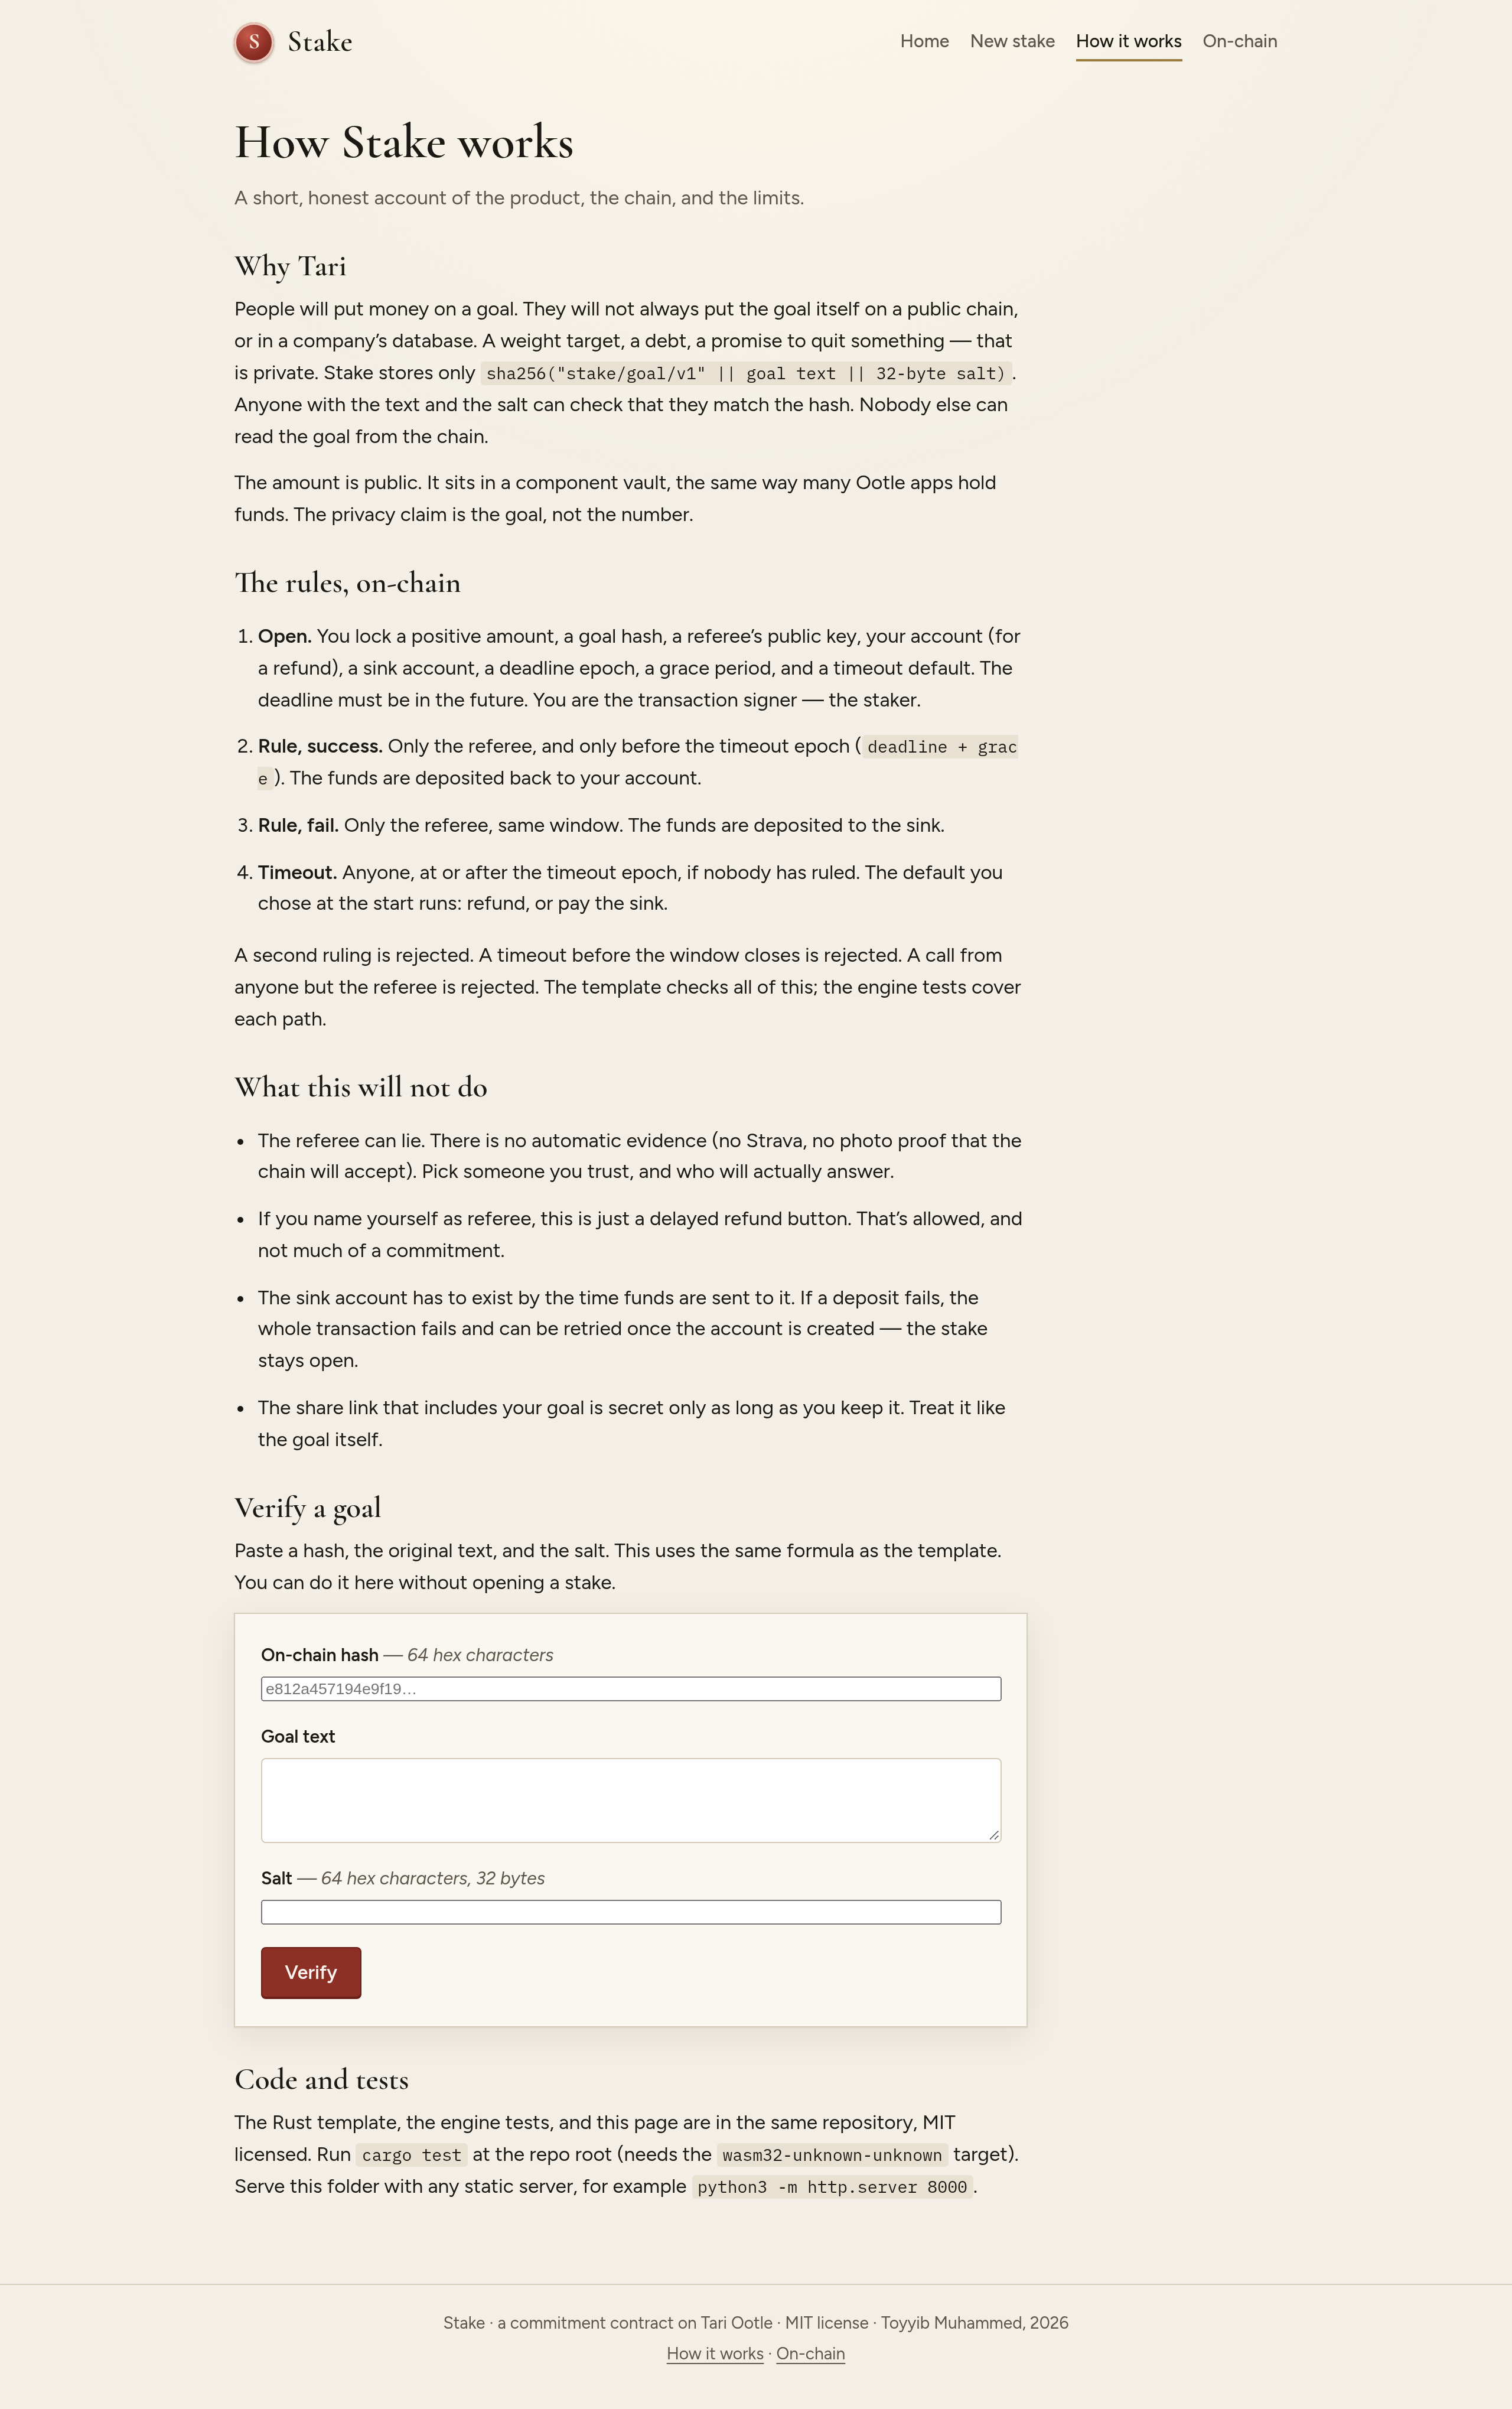 S Stake
Home New stake How it works On-chain
How Stake works
A short, honest account of the product, the chain, and the limits.
Why Tari
People will put money on a goal. They will not always put the goal itself on a public chain,
or in a company’s database. A weight target, a debt, a promise to quit something — that
is private. Stake stores only sha256("stake/goal/v1" || goal text || 32-byte salt).
Anyone with the text and the salt can check that they match the hash. Nobody else can
read the goal from the chain.
The amount is public. It sits in a component vault, the same way many Ootle apps hold
funds. The privacy claim is the goal, not the number.
The rules, on-chain
1. Open. You lock a positive amount, a goal hash, a referee’s public key, your account (for
a refund), a sink account, a deadline epoch, a grace period, and a timeout default. The
deadline must be in the future. You are the transaction signer — the staker.
2. Rule, success. Only the referee, and only before the timeout epoch (deadline + grac
e). The funds are deposited back to your account.
3. Rule, fail. Only the referee, same window. The funds are deposited to the sink.
4. Timeout. Anyone, at or after the timeout epoch, if nobody has ruled. The default you
chose at the start runs: refund, or pay the sink.
A second ruling is rejected. A timeout before the window closes is rejected. A call from
anyone but the referee is rejected. The template checks all of this; the engine tests cover
each path.
What this will not do
• The referee can lie. There is no automatic evidence (no Strava, no photo proof that the
chain will accept). Pick someone you trust, and who will actually answer.
• If you name yourself as referee, this is just a delayed refund button. That’s allowed, and
not much of a commitment.
• The sink account has to exist by the time funds are sent to it. If a deposit fails, the
whole transaction fails and can be retried once the account is created — the stake
stays open.
• The share link that includes your goal is secret only as long as you keep it. Treat it like
the goal itself.
Verify a goal
Paste a hash, the original text, and the salt. This uses the same formula as the template.
You can do it here without opening a stake.
On-chain hash — 64 hex characters
e812a457194e9f19…
Goal text
Salt — 64 hex characters, 32 bytes
Verify
Code and tests
The Rust template, the engine tests, and this page are in the same repository, MIT
licensed. Run cargo test at the repo root (needs the wasm32-unknown-unknown target).
Serve this folder with any static server, for example python3 -m http.server 8000.
Stake · a commitment contract on Tari Ootle · MIT license · Toyyib Muhammed, 2026
How it works · On-chain